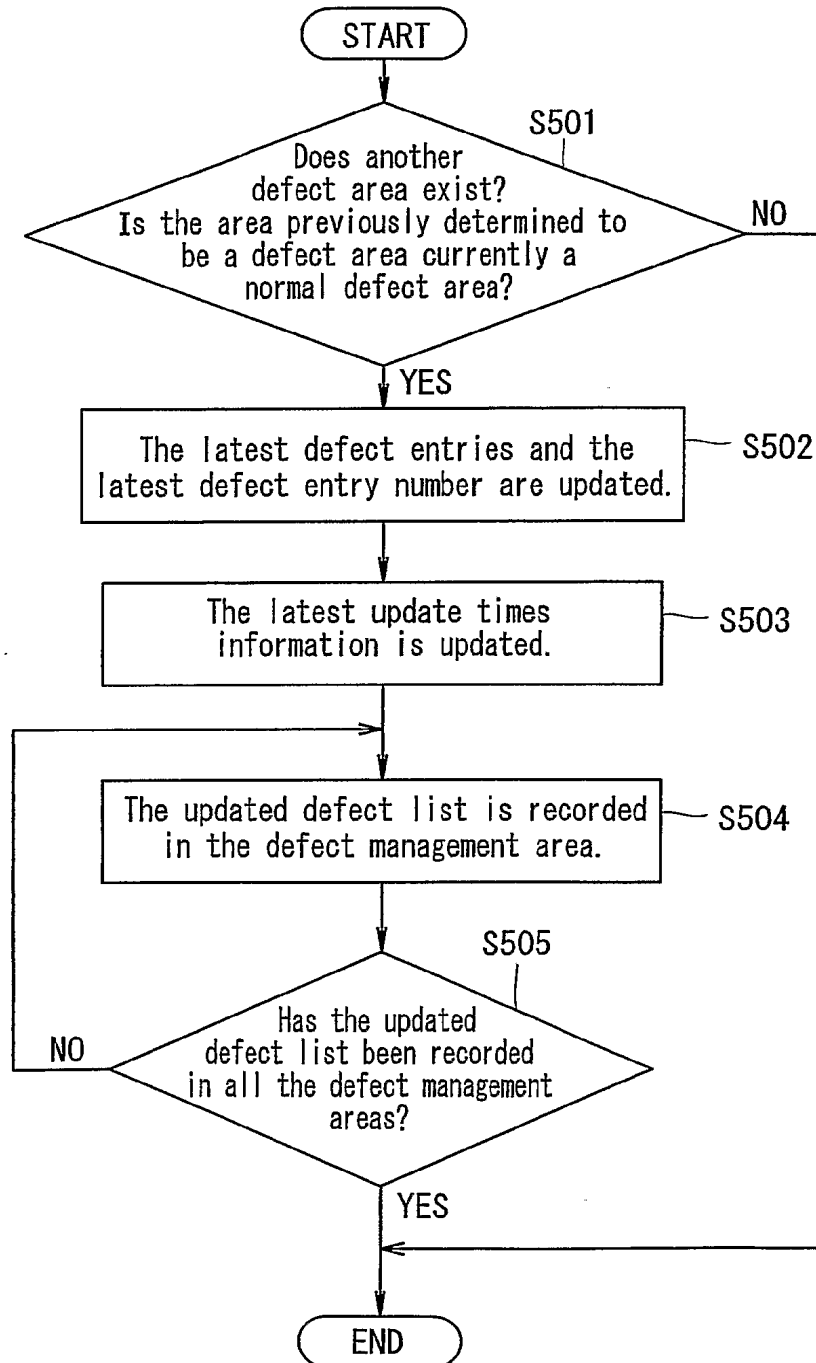 START
S501
Does another
defect area exist?
Is the area previously determined to
be a defect area currently a
normal defect area?
NO
YES
The latest defect entries and the
latest defect entry number are updated.
S502
The latest update times
information is updated.
S503
The updated defect list is recorded
in the defect management area.
S504
S505
Has the updated
defect list been recorded
in all the defect management
areas?
NO
YES
END